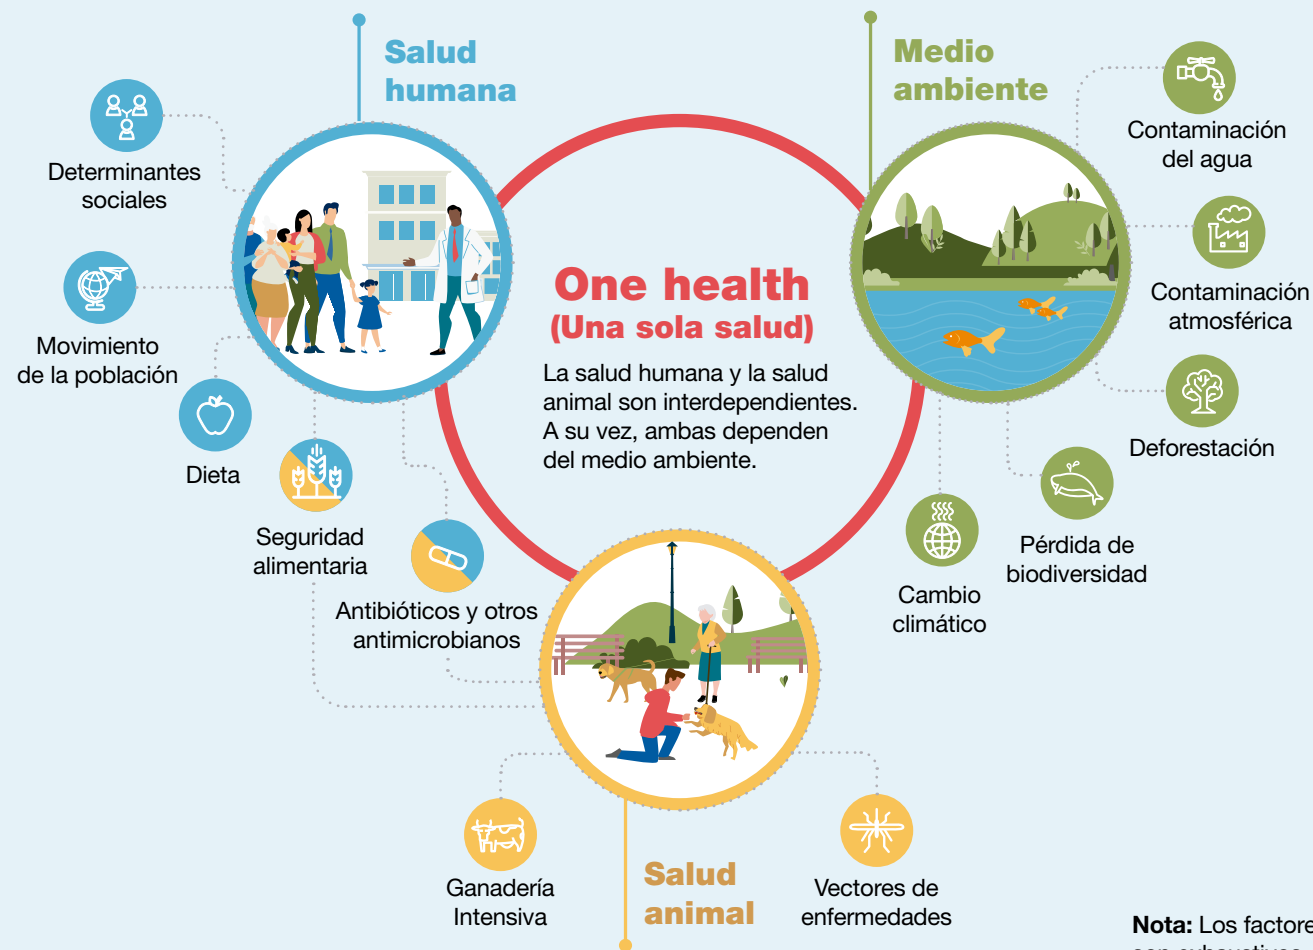 Salud
humana
Medio
ambiente
Determinantes
sociales
Movimiento
de la población
Dieta
Seguridad
alimentaria
Antibióticos y otros
antimicrobianos
One health
(Una sola salud)
La salud humana y la salud
animal son interdependientes.
A su vez, ambas dependen
del medio ambiente.
Contaminación
del agua
Contaminación
atmosférica
Deforestación
Pérdida de
biodiversidad
Cambio
climático
Ganadería
Intensiva
Salud
animal
Vectores de
enfermedades
Nota: Los factore